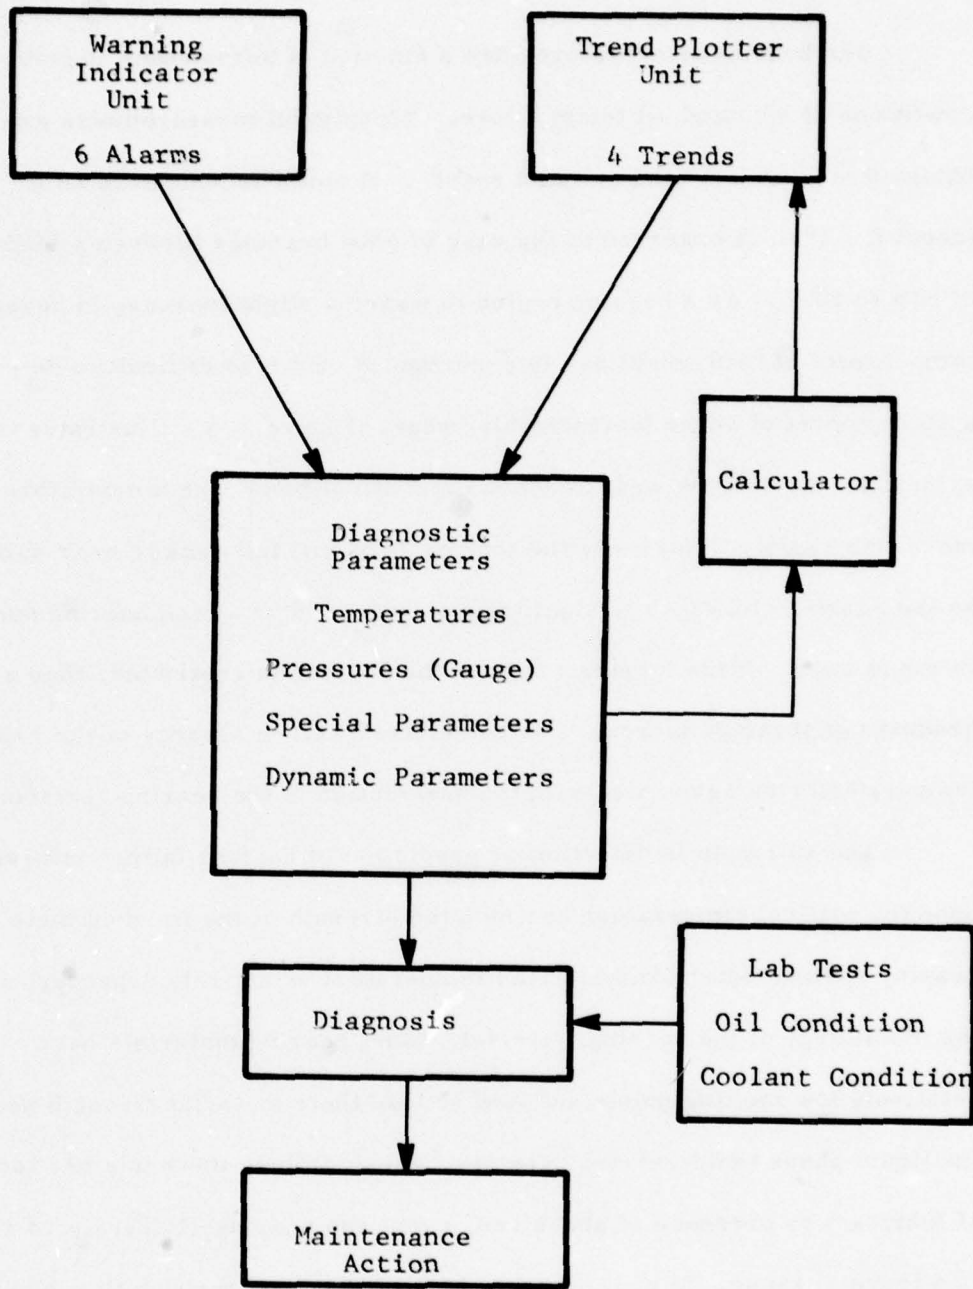 Warning
Indicator
Unit
6 Alarms
Trend Plotter
Unit
4 Trends
Calculator
Diagnostic
Parameters
Temperatures
Pressures (Gauge)
Special Parameters
Dynamic Parameters
Lab Tests
Oil Condition
Coolant Condition
Diagnosis
Maintenance
Action